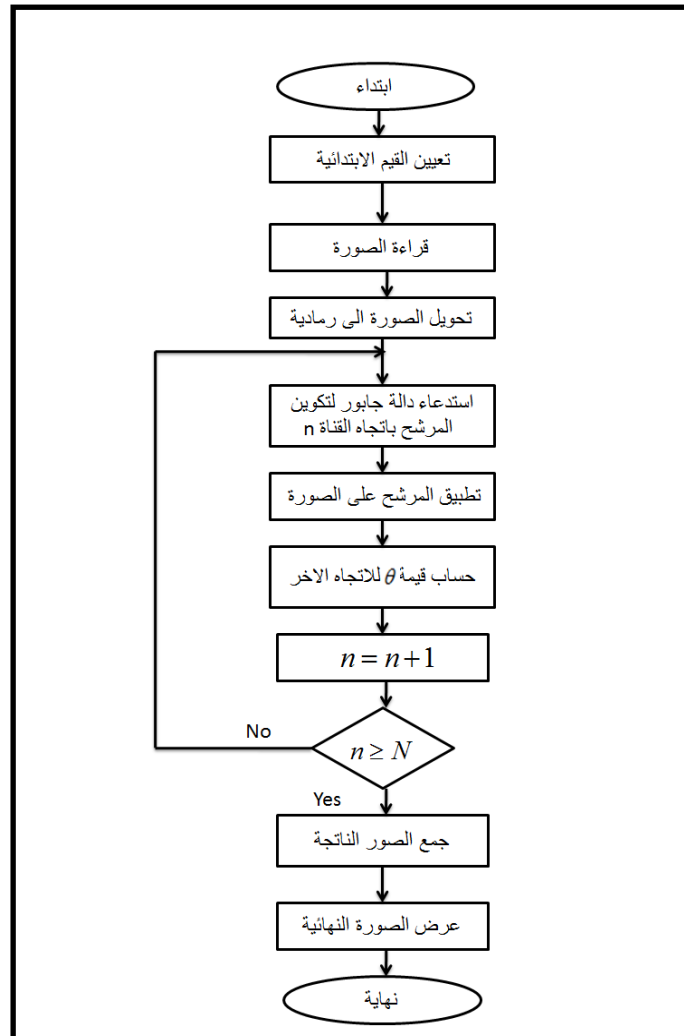 ابتداء
تعيين القيم الابتدائية
قراءة الصورة
تحويل الصورة الى رمادية
استدعاء دالة جابور لتكوين
المرشح باتجاه القناة n
تطبيق المرشح على الصورة
حساب قيمة θ للاتجاه الاخر
n = n+1
n ≥ N
No
Yes
جمع الصور الناتجة
عرض الصورة النهائية
نهاية